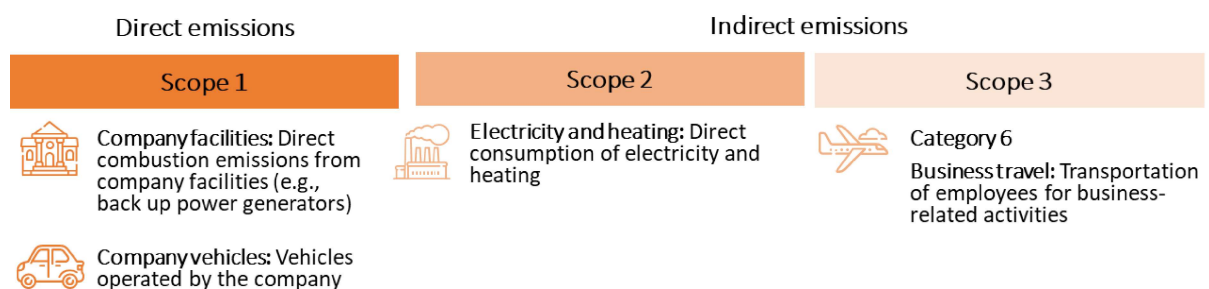 Direct emissions
Indirect emissions
Scope 1
Scope 2
Scope 3
Company facilities: Direct
combustion emissions from
company facilities (e.g.,
back up power generators)
Company vehicles: Vehicles
operated by the company
Electricity and heating: Direct
consumption of electricity and
heating
Category 6
Business travel: Transportation
of employees for business-
related activities